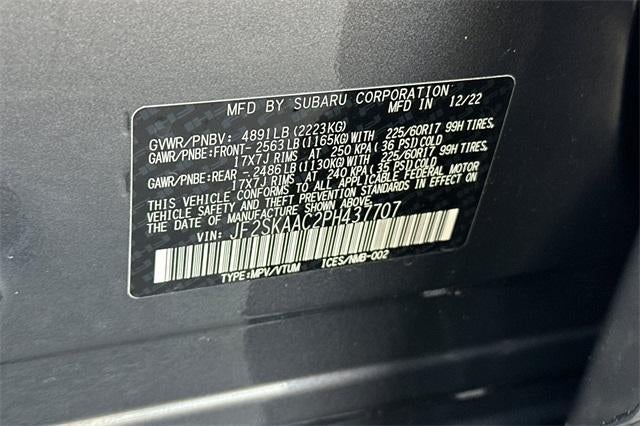 MFD BY SUBARU CORPORATION MFD IN 12/22
GVWR/PNBV: 4891LB(2223KG)
GAWR/PNBE:FRONT- 2563LB(1165KG)WITH 225/60R17 99H TIRES,
17X7J RIMS AT 250 KPA(36 PSI)COLD
GAWR/PNBE:REAR -2486LB(1130KG)WITH 225/60R17 99H TIRES,
17X7J RIMS AT 240 KPA(35 PSI)COLD
THIS VEHICLE CONFORMS TO ALL APPLICABLE FEDERAL MOTOR
VEHICLE SAFETY AND THEFT PREVENTION STANDARDS IN EFFECT ON
THE DATE OF MANUFACTURE SHOWN ABOVE.
VIN: JF2SKAAC2PH437707
TYPE:MPV/VTUM ICES/NMB-002